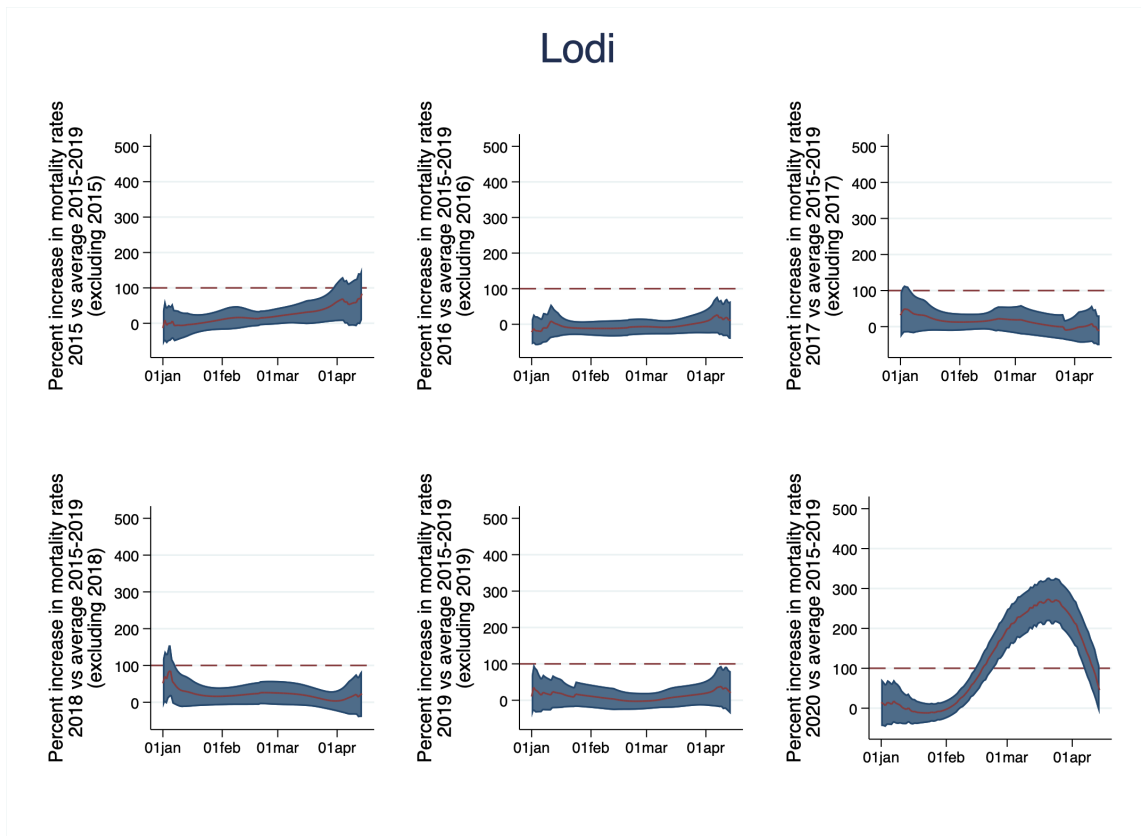 Lodi
Percent increase in mortality rates
2015 vs average 2015-2019
(excluding 2015)
500
400
300
200
100
0
01jan 01feb 01mar 01apr
Percent increase in mortality rates
2016 vs average 2015-2019
(excluding 2016)
500
400
300
200
100
0
01jan 01feb 01mar 01apr
Percent increase in mortality rates
2017 vs average 2015-2019
(excluding 2017)
500
400
300
200
100
0
01jan 01feb 01mar 01apr
Percent increase in mortality rates
2018 vs average 2015-2019
(excluding 2018)
500
400
300
200
100
0
01jan 01feb 01mar 01apr
Percent increase in mortality rates
2019 vs average 2015-2019
(excluding 2019)
500
400
300
200
100
0
01jan 01feb 01mar 01apr
Percent increase in mortality rates
2020 vs average 2015-2019
500
400
300
200
100
0
01jan 01feb 01mar 01apr